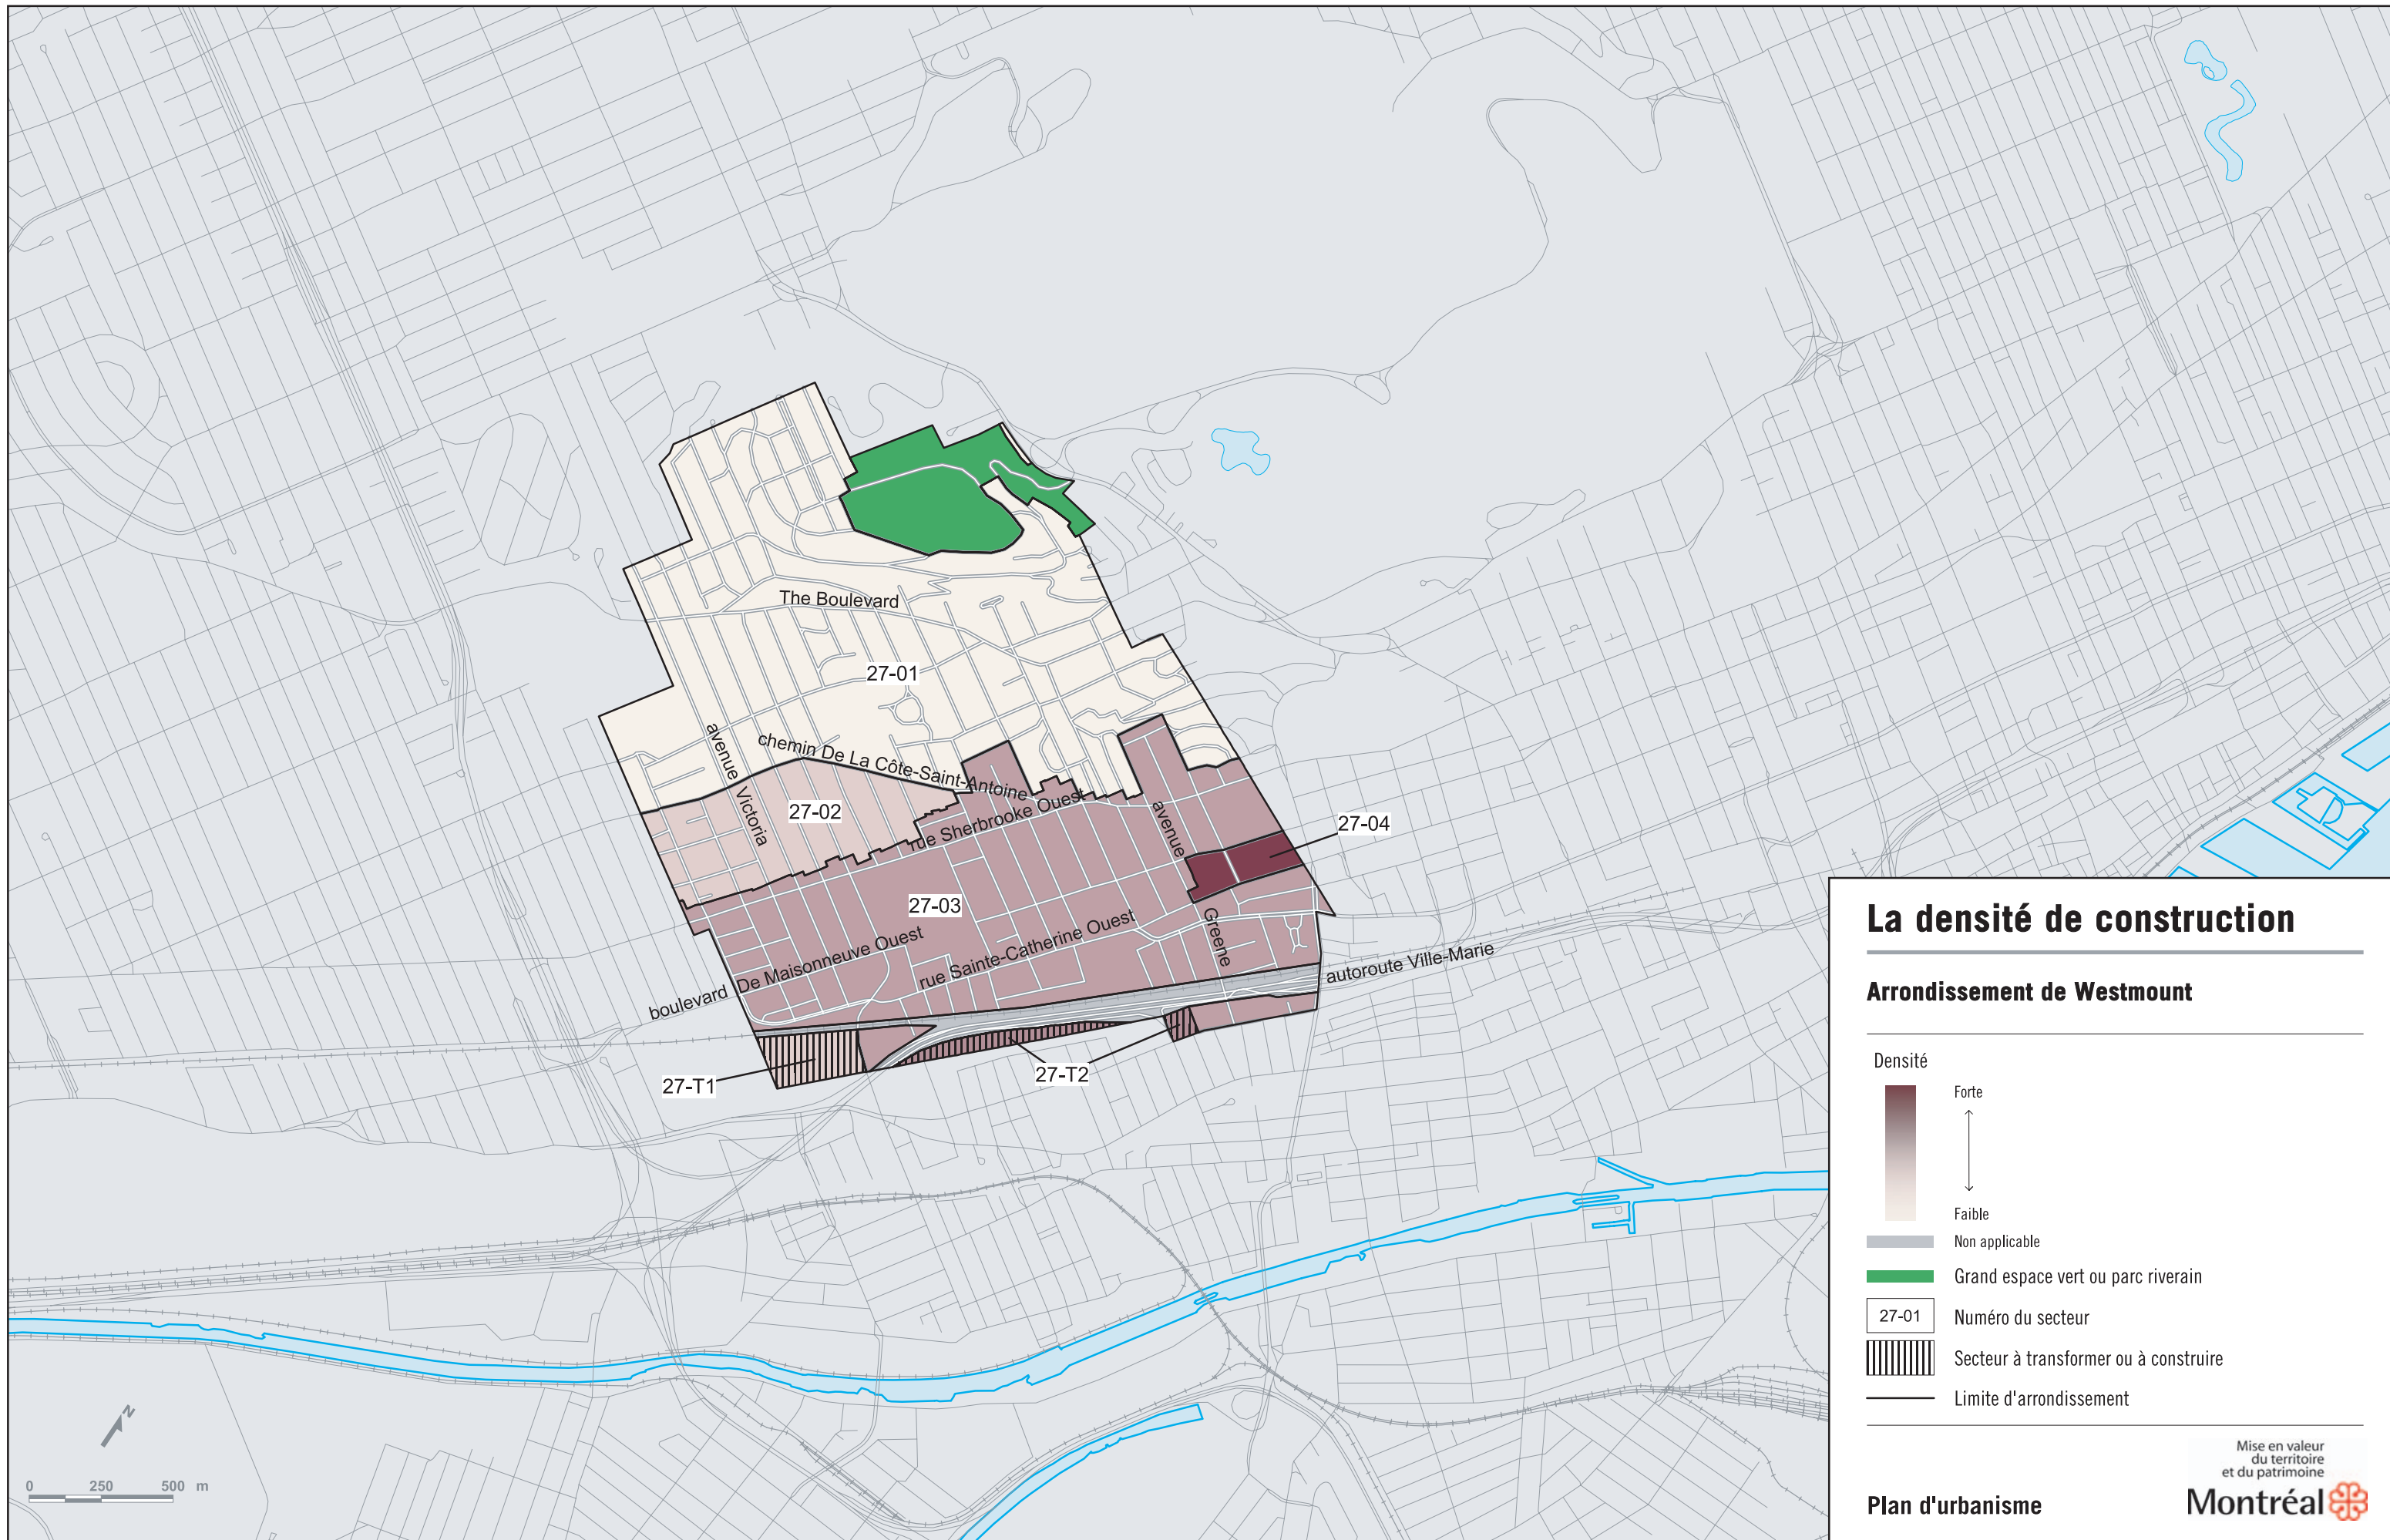 The Boulevard
27-01
avenue Victoria
chemin De La Côte-Saint-Antoine
27-02
rue Sherbrooke Ouest
avenue Greene
27-04
27-03
boulevard De Maisonneuve Ouest
rue Sainte-Catherine Ouest
autoroute Ville-Marie
27-T1
27-T2
N
0 250 500 m
La densité de construction
Arrondissement de Westmount
Densité
Forte
Faible
Non applicable
Grand espace vert ou parc riverain
27-01 Numéro du secteur
Secteur à transformer ou à construire
Limite d'arrondissement
Plan d'urbanisme
Mise en valeur
du territoire
et du patrimoine
Montréal